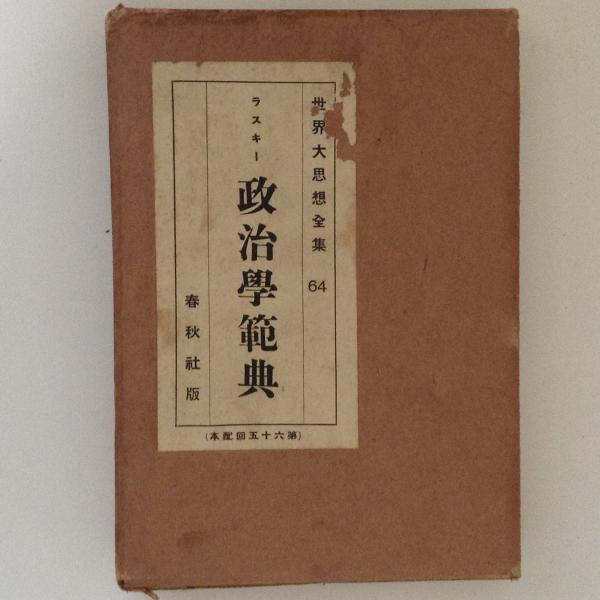 世界大思想全集 64
ラスキー
政治學範典
春秋社版
(第六十五回配本)